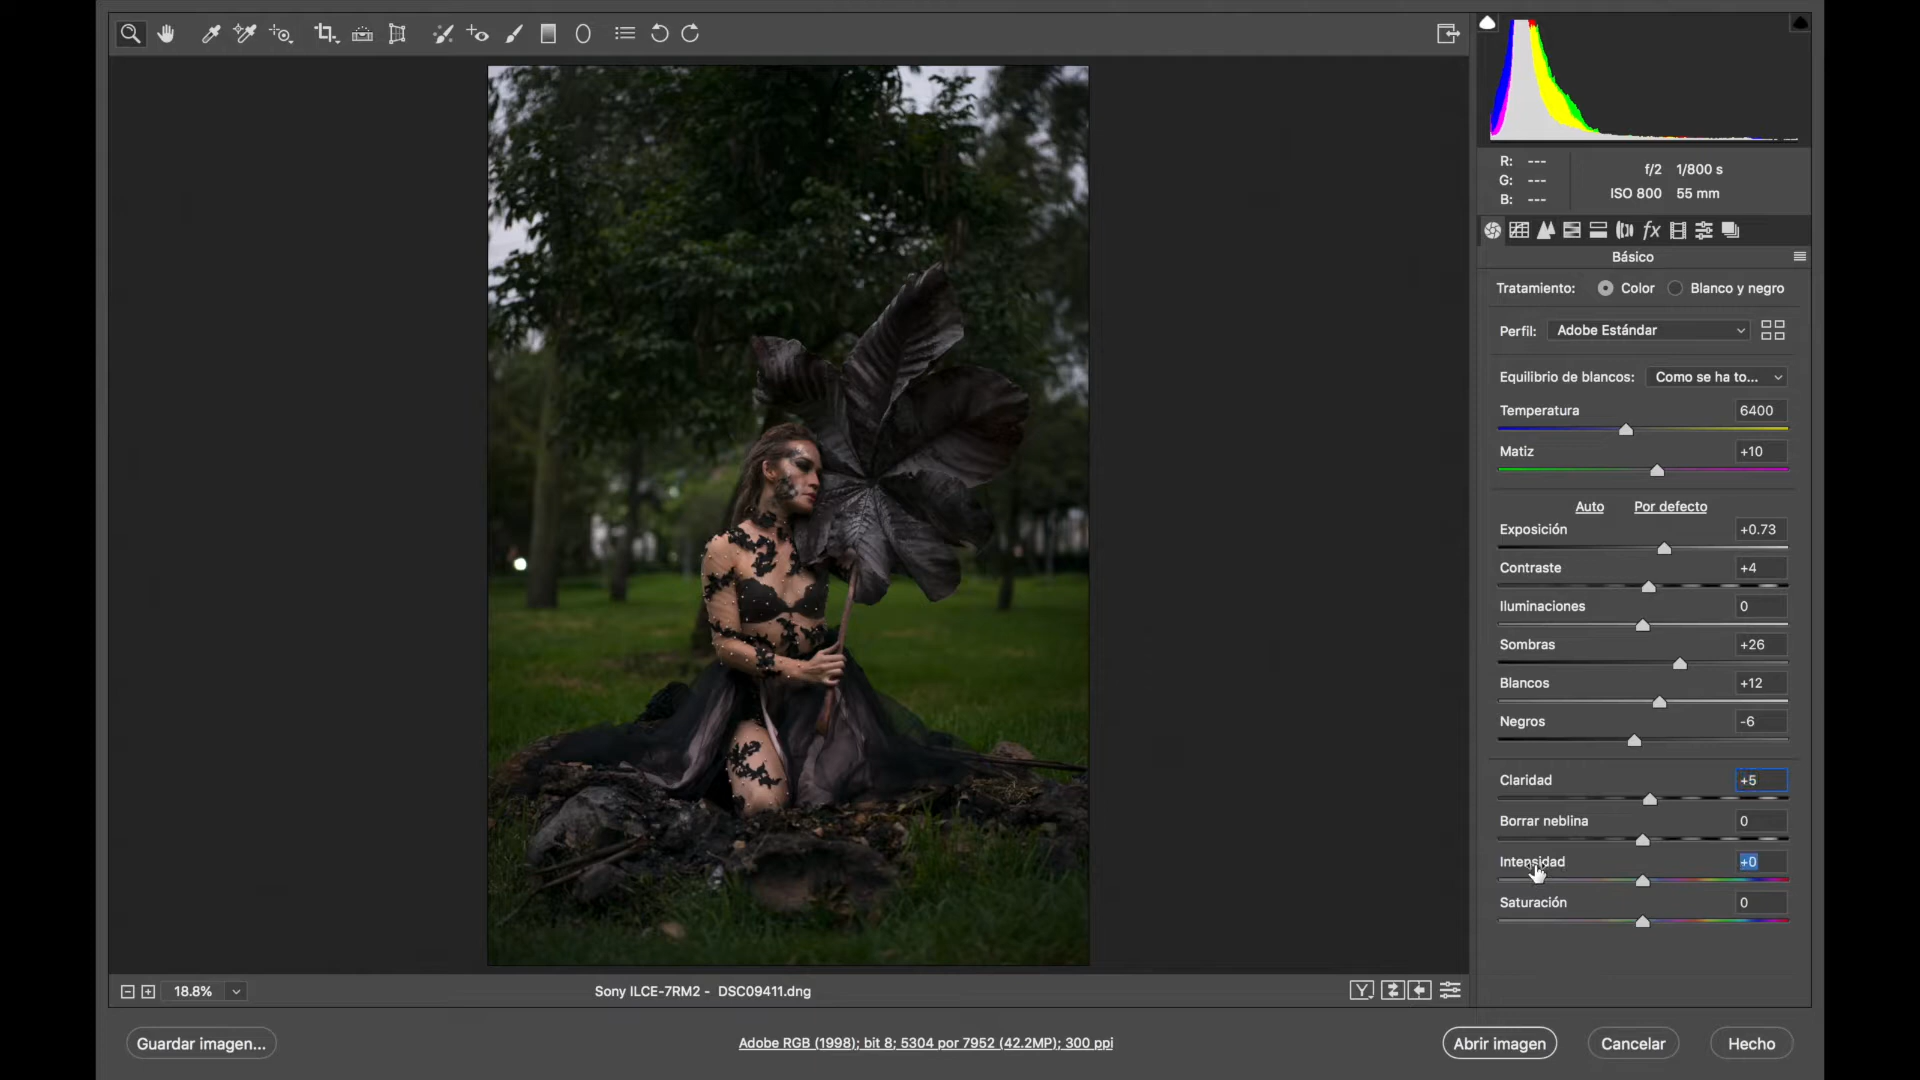 R: ---
G: ---
B: ---
f/2 1/800 s
ISO 800 55 mm
fx
Básico
Tratamiento: Color Blanco y negro
Perfil: Adobe Estándar
Equilibrio de blancos: Como se ha to...
Temperatura 6400
Matiz +10
Auto Por defecto
Exposición +0.73
Contraste +4
Iluminaciones 0
Sombras +26
Blancos +12
Negros -6
Claridad +5
Borrar neblina 0
Intensidad +0
Saturación 0
18.8%
Sony ILCE-7RM2 - DSC09411.dng
Y
Guardar imagen...
Adobe RGB (1998); bit 8; 5304 por 7952 (42.2MP); 300 ppi
Abrir imagen
Cancelar
Hecho